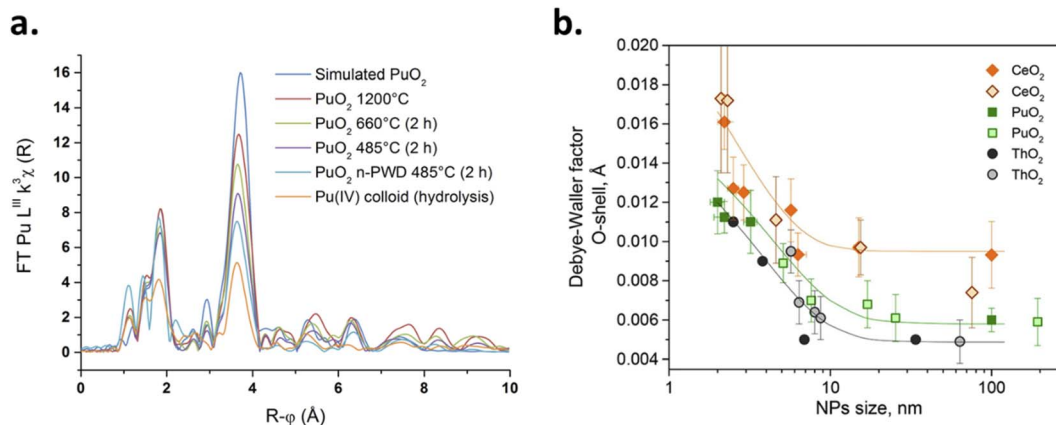 a.
FT Pu Lᴵᴵᴵ k³χ (R)
16
14
12
10
8
6
4
2
0
Simulated PuO₂
PuO₂ 1200°C
PuO₂ 660°C (2 h)
PuO₂ 485°C (2 h)
PuO₂ n-PWD 485°C (2 h)
Pu(IV) colloid (hydrolysis)
0 2 4 6 8 10
R-φ (Å)
b.
Debye-Waller factor
O-shell, Å
0.020
0.018
0.016
0.014
0.012
0.010
0.008
0.006
0.004
CeO₂
CeO₂
PuO₂
PuO₂
ThO₂
ThO₂
1 10 100
NPs size, nm